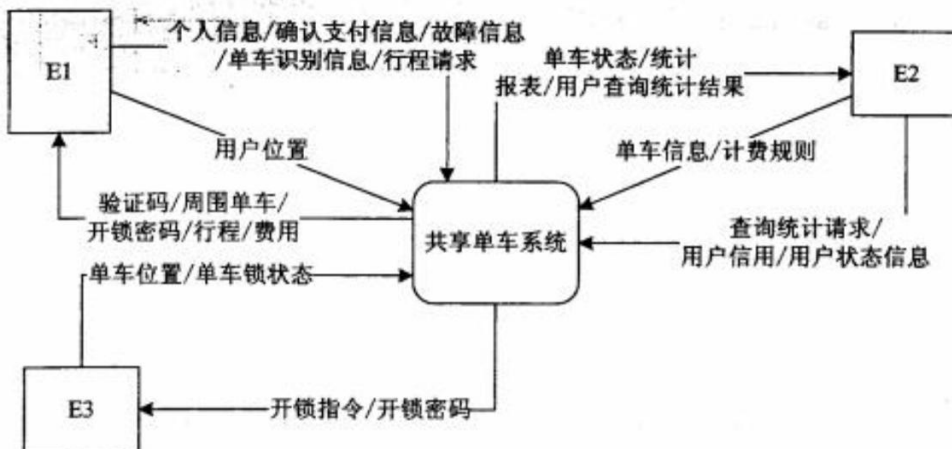 E1
个人信息/确认支付信息/故障信息
/单车识别信息/行程请求
单车状态/统计
报表/用户查询统计结果
E2
用户位置
单车信息/计费规则
验证码/周围单车/
开锁密码/行程/费用
共享单车系统
查询统计请求/
用户信用/用户状态信息
单车位置/单车锁状态
E3
开锁指令/开锁密码